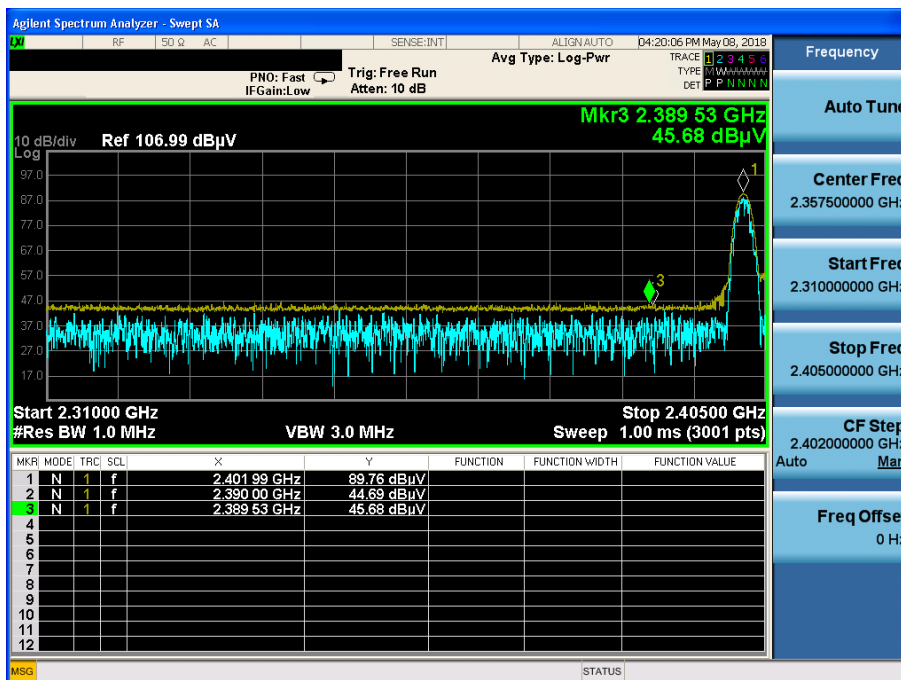 Agilent Spectrum Analyzer - Swept SA
LXI RF 50 Ω AC SENSE:INT ALIGN AUTO 04:20:06 PM May 08, 2018
Avg Type: Log-Pwr
TRACE 1 2 3 4 5 6
TYPE M
DET P P N N N N
PNO: Fast
IFGain:Low
Trig: Free Run
Atten: 10 dB
Frequency
Mkr3 2.389 53 GHz
45.68 dBμV
10 dB/div Ref 106.99 dBμV
Log
97.0
87.0
77.0
67.0
57.0
47.0
37.0
27.0
17.0
1
3
Start 2.31000 GHz Stop 2.40500 GHz
#Res BW 1.0 MHz VBW 3.0 MHz Sweep 1.00 ms (3001 pts)
MKR MODE TRC SCL X Y FUNCTION FUNCTION WIDTH FUNCTION VALUE
1 N 1 f 2.401 99 GHz 89.76 dBμV
2 N 1 f 2.390 00 GHz 44.69 dBμV
3 N 1 f 2.389 53 GHz 45.68 dBμV
4
5
6
7
8
9
10
11
12
Auto Tune
Center Freq
2.357500000 GHz
Start Freq
2.310000000 GHz
Stop Freq
2.405000000 GHz
CF Step
2.402000000 GHz
Auto Man
Freq Offset
0 Hz
MSG STATUS